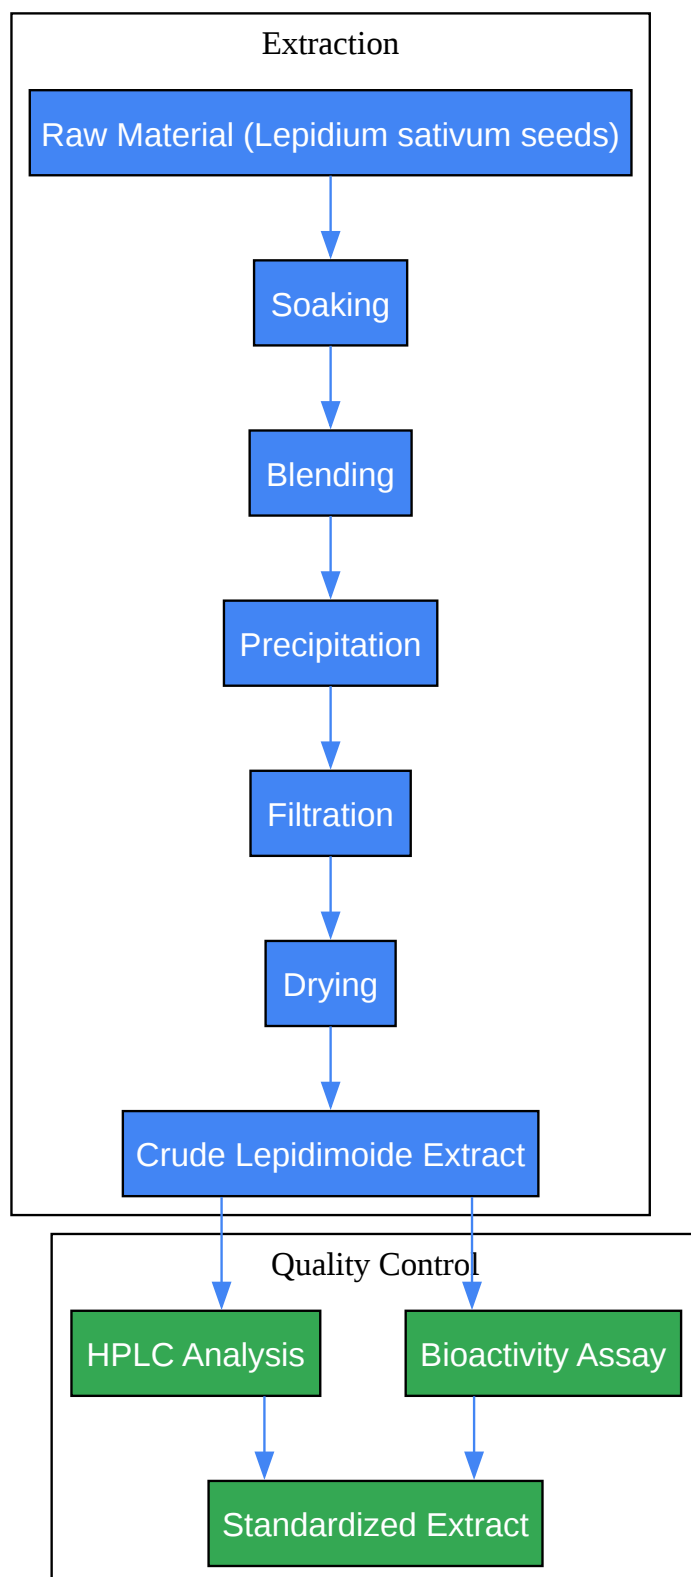 Extraction
Raw Material (Lepidium sativum seeds)
Soaking
Blending
Precipitation
Filtration
Drying
Crude Lepidimoide Extract
Quality Control
HPLC Analysis
Bioactivity Assay
Standardized Extract